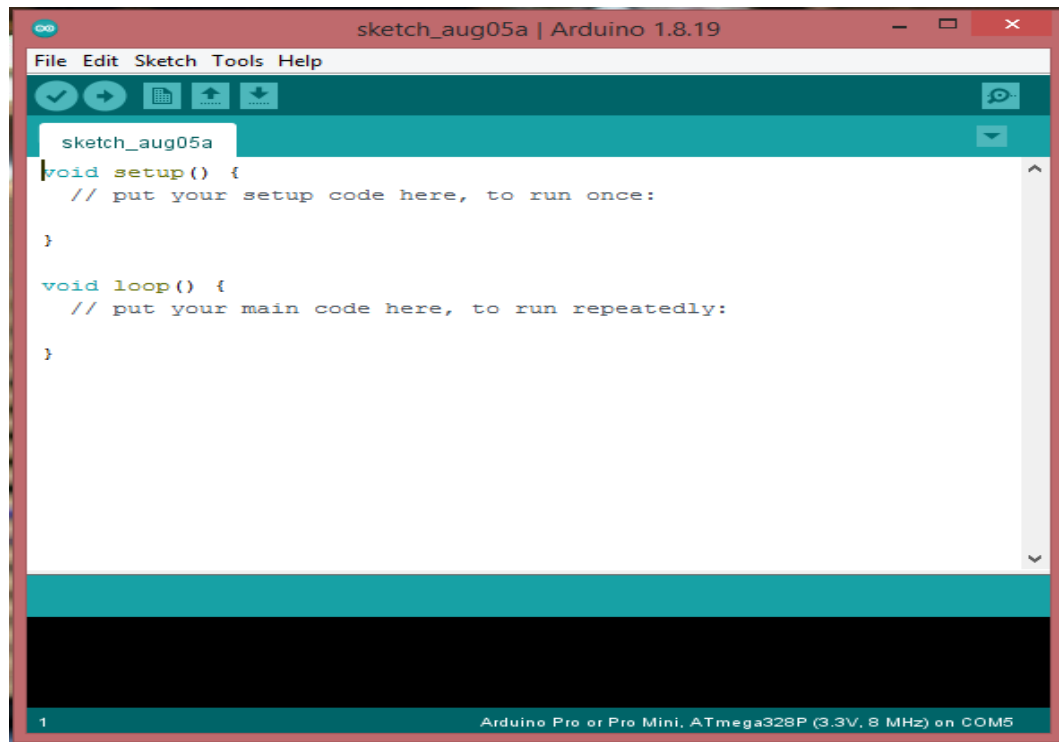 sketch_aug05a | Arduino 1.8.19
File Edit Sketch Tools Help
sketch_aug05a
void setup() {
  // put your setup code here, to run once:
}
void loop() {
  // put your main code here, to run repeatedly:
}
1 Arduino Pro or Pro Mini, ATmega328P (3.3V, 8 MHz) on COM5